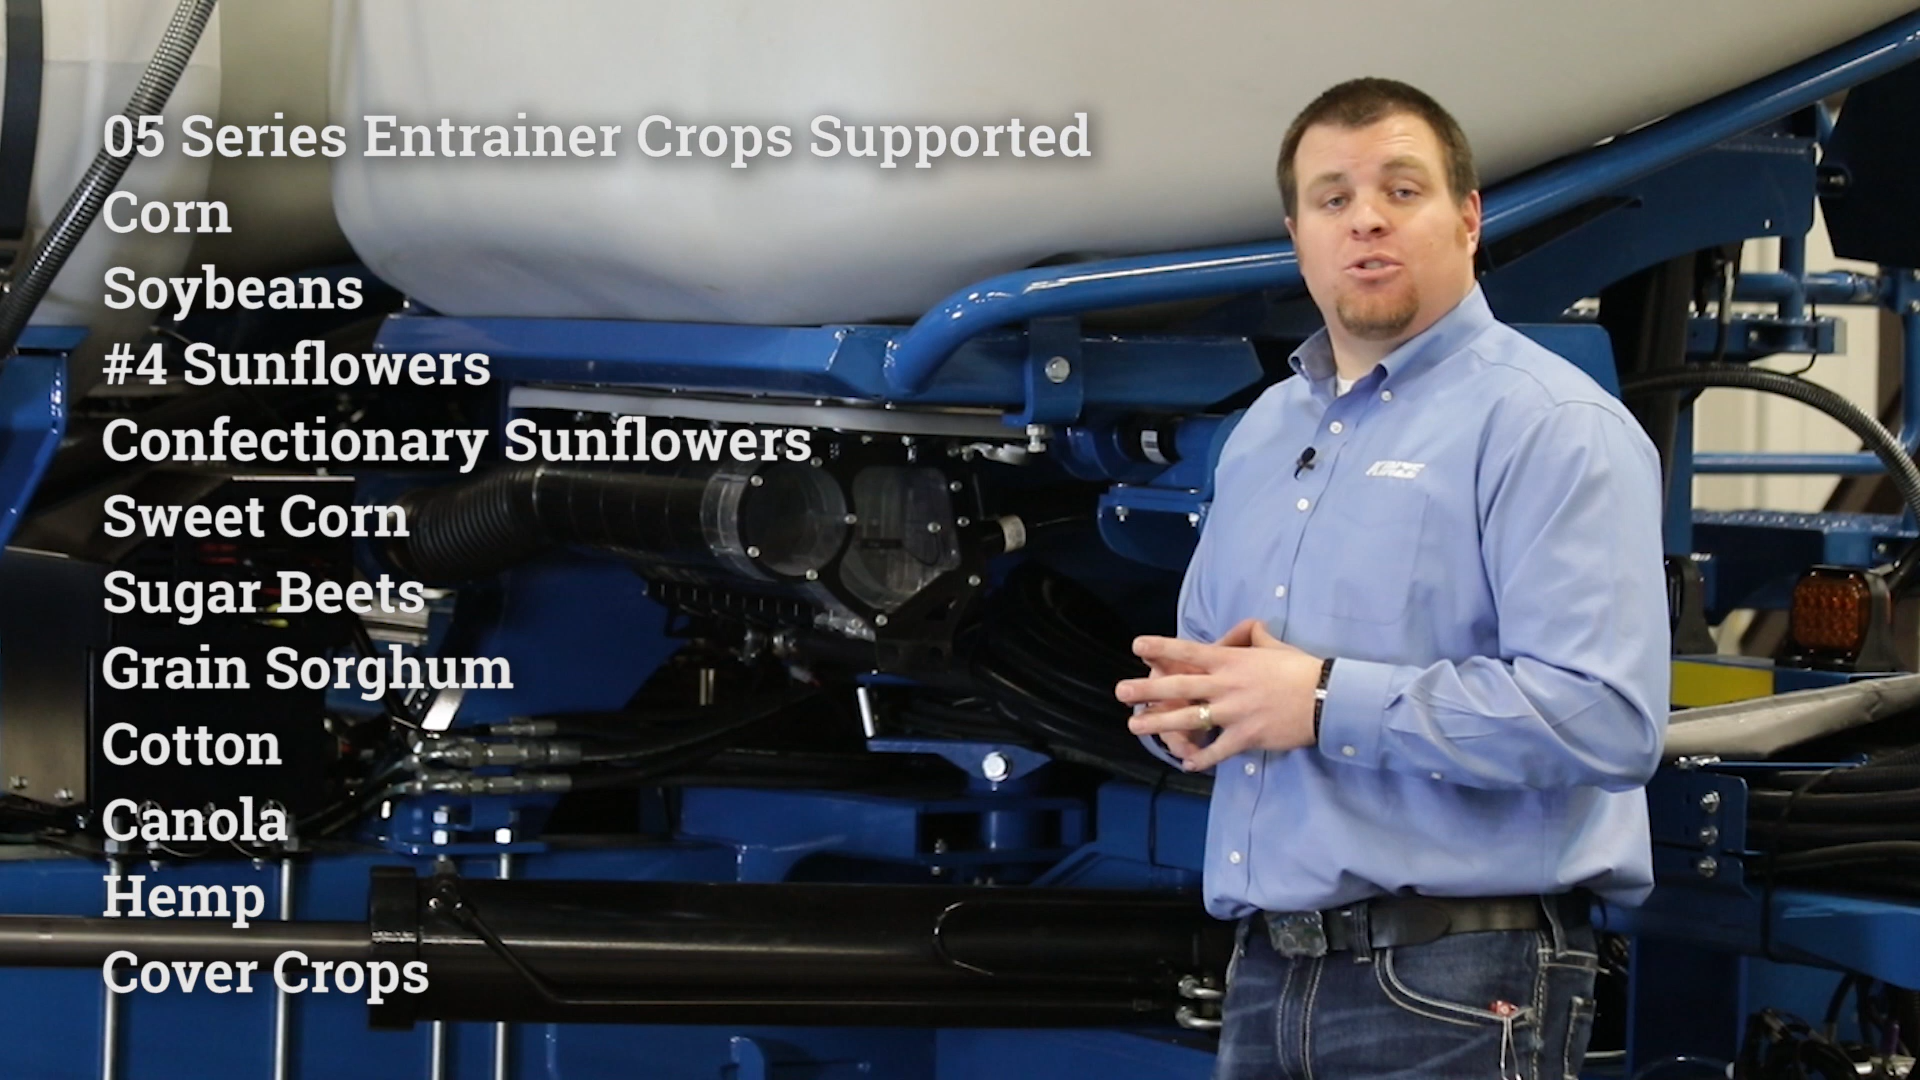 05 Series Entrainer Crops Supported
Corn
Soybeans
#4 Sunflowers
Confectionary Sunflowers
Sweet Corn
Sugar Beets
Grain Sorghum
Cotton
Canola
Hemp
Cover Crops
KINZE